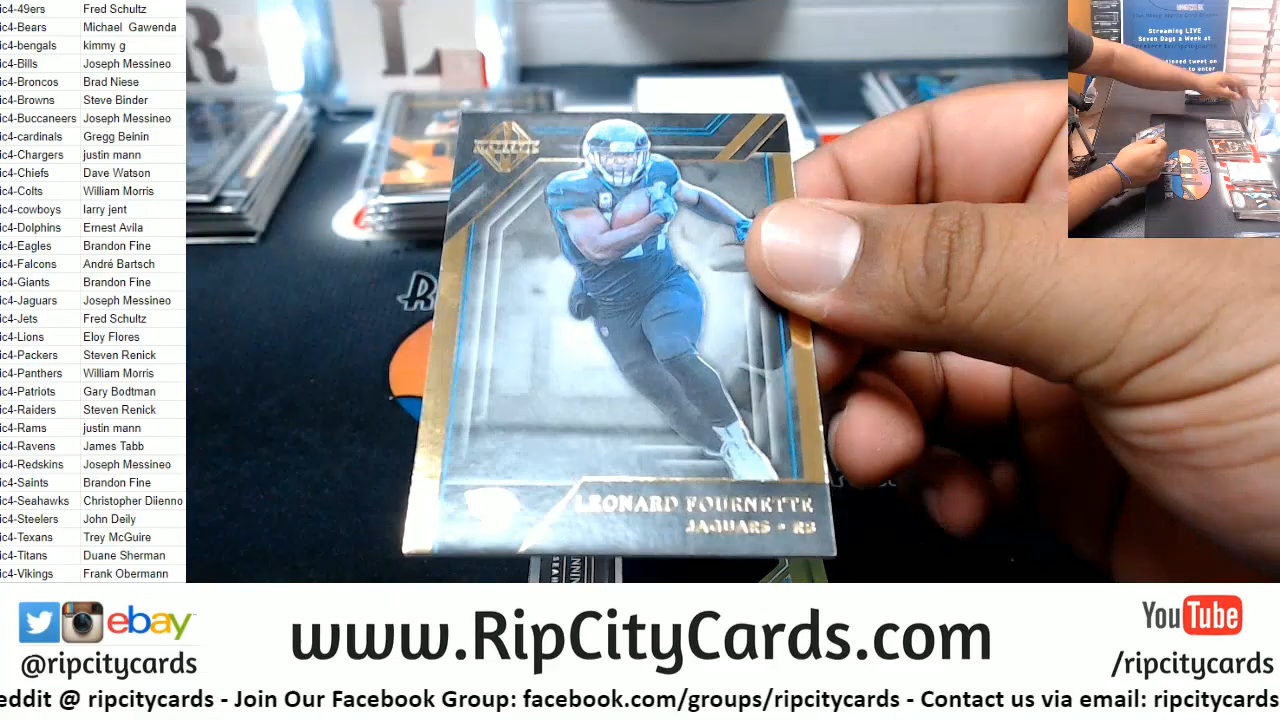 ic4-49ers Fred Schultz
ic4-Bears Michael Gawenda
ic4-bengals kimmy g
ic4-Bills Joseph Messineo
ic4-Broncos Brad Niese
ic4-Browns Steve Binder
ic4-Buccaneers Joseph Messineo
ic4-cardinals Gregg Beinin
ic4-Chargers justin mann
ic4-Chiefs Dave Watson
ic4-Colts William Morris
ic4-cowboys larry jent
ic4-Dolphins Ernest Avila
ic4-Eagles Brandon Fine
ic4-Falcons André Bartsch
ic4-Giants Brandon Fine
ic4-Jaguars Joseph Messineo
ic4-Jets Fred Schultz
ic4-Lions Eloy Flores
ic4-Packers Steven Renick
ic4-Panthers William Morris
ic4-Patriots Gary Bodtman
ic4-Raiders Steven Renick
ic4-Rams justin mann
ic4-Ravens James Tabb
ic4-Redskins Joseph Messineo
ic4-Saints Brandon Fine
ic4-Seahawks Christopher Diienno
ic4-Steelers John Deily
ic4-Texans Trey McGuire
ic4-Titans Duane Sherman
ic4-Vikings Frank Obermann
Streaming LIVE
Seven Days a Week at
LEONARD FOURNETTE
JAGUARS • RB
ebay
@ripcitycards
www.RipCityCards.com
YouTube
/ripcitycards
eddit @ ripcitycards - Join Our Facebook Group: facebook.com/groups/ripcitycards - Contact us via email: ripcitycards